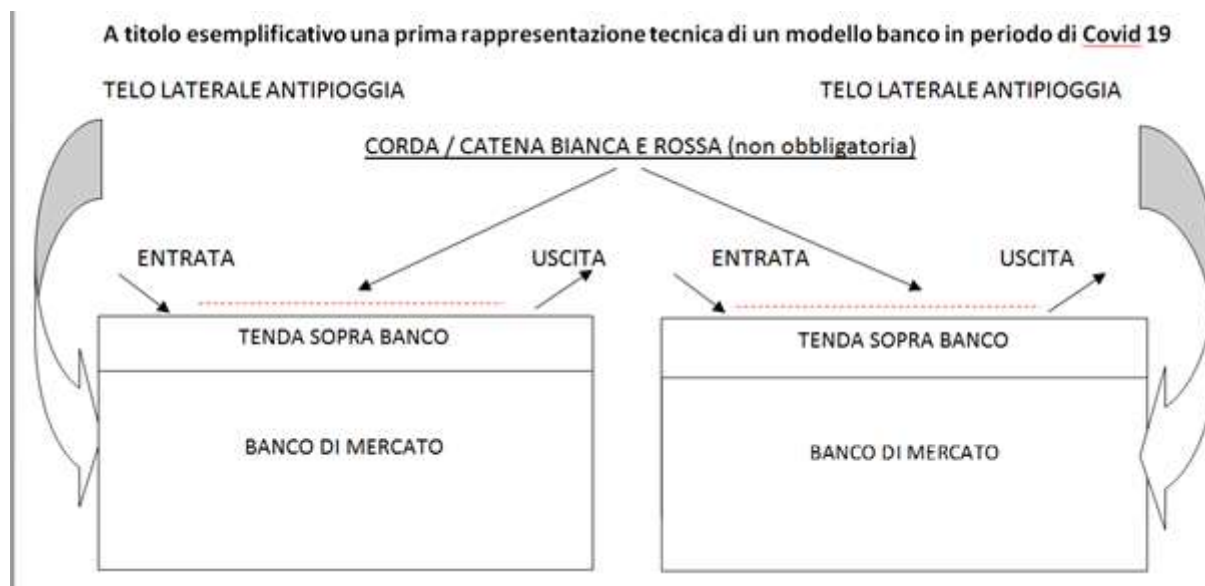 A titolo esemplificativo una prima rappresentazione tecnica di un modello banco in periodo di Covid 19
TELO LATERALE ANTIPIOGGIA
TELO LATERALE ANTIPIOGGIA
CORDA / CATENA BIANCA E ROSSA (non obbligatoria)
ENTRATA
USCITA
ENTRATA
USCITA
TENDA SOPRA BANCO
TENDA SOPRA BANCO
BANCO DI MERCATO
BANCO DI MERCATO